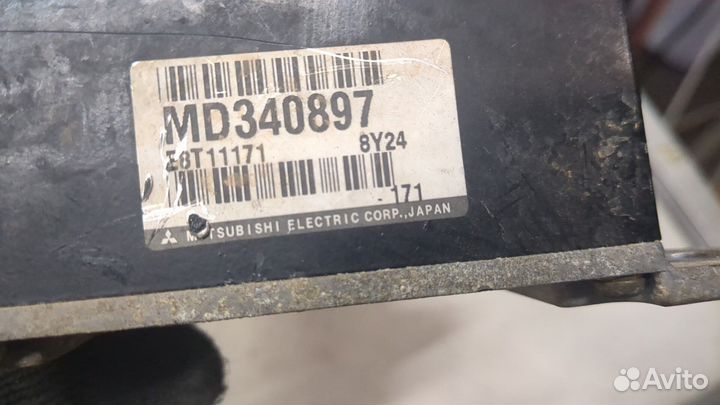 MD340897
E8T11171 8Y24
171
MITSUBISHI ELECTRIC CORP.,JAPAN
Avito